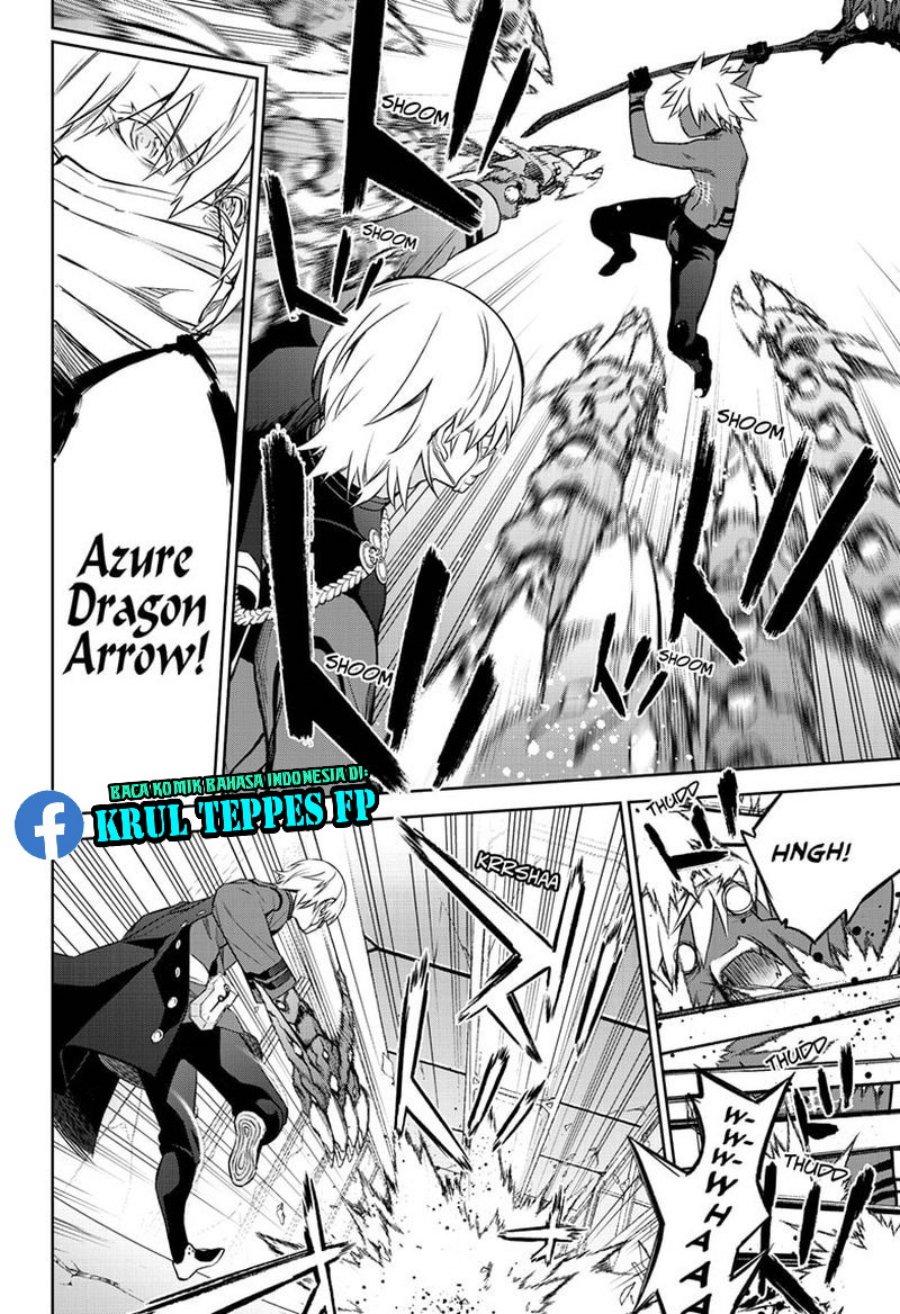 SHOOM
SHOOM
SHOOM
SHOOM
SHOOM
Azure
Dragon
Arrow!
BACA KOMIK BAHASA INDONESIA DI:
f KRUL TEPPES FP
THUDD
HNGH!
KRRSHAA
THUDD
THUDD
W-W-WHAAA